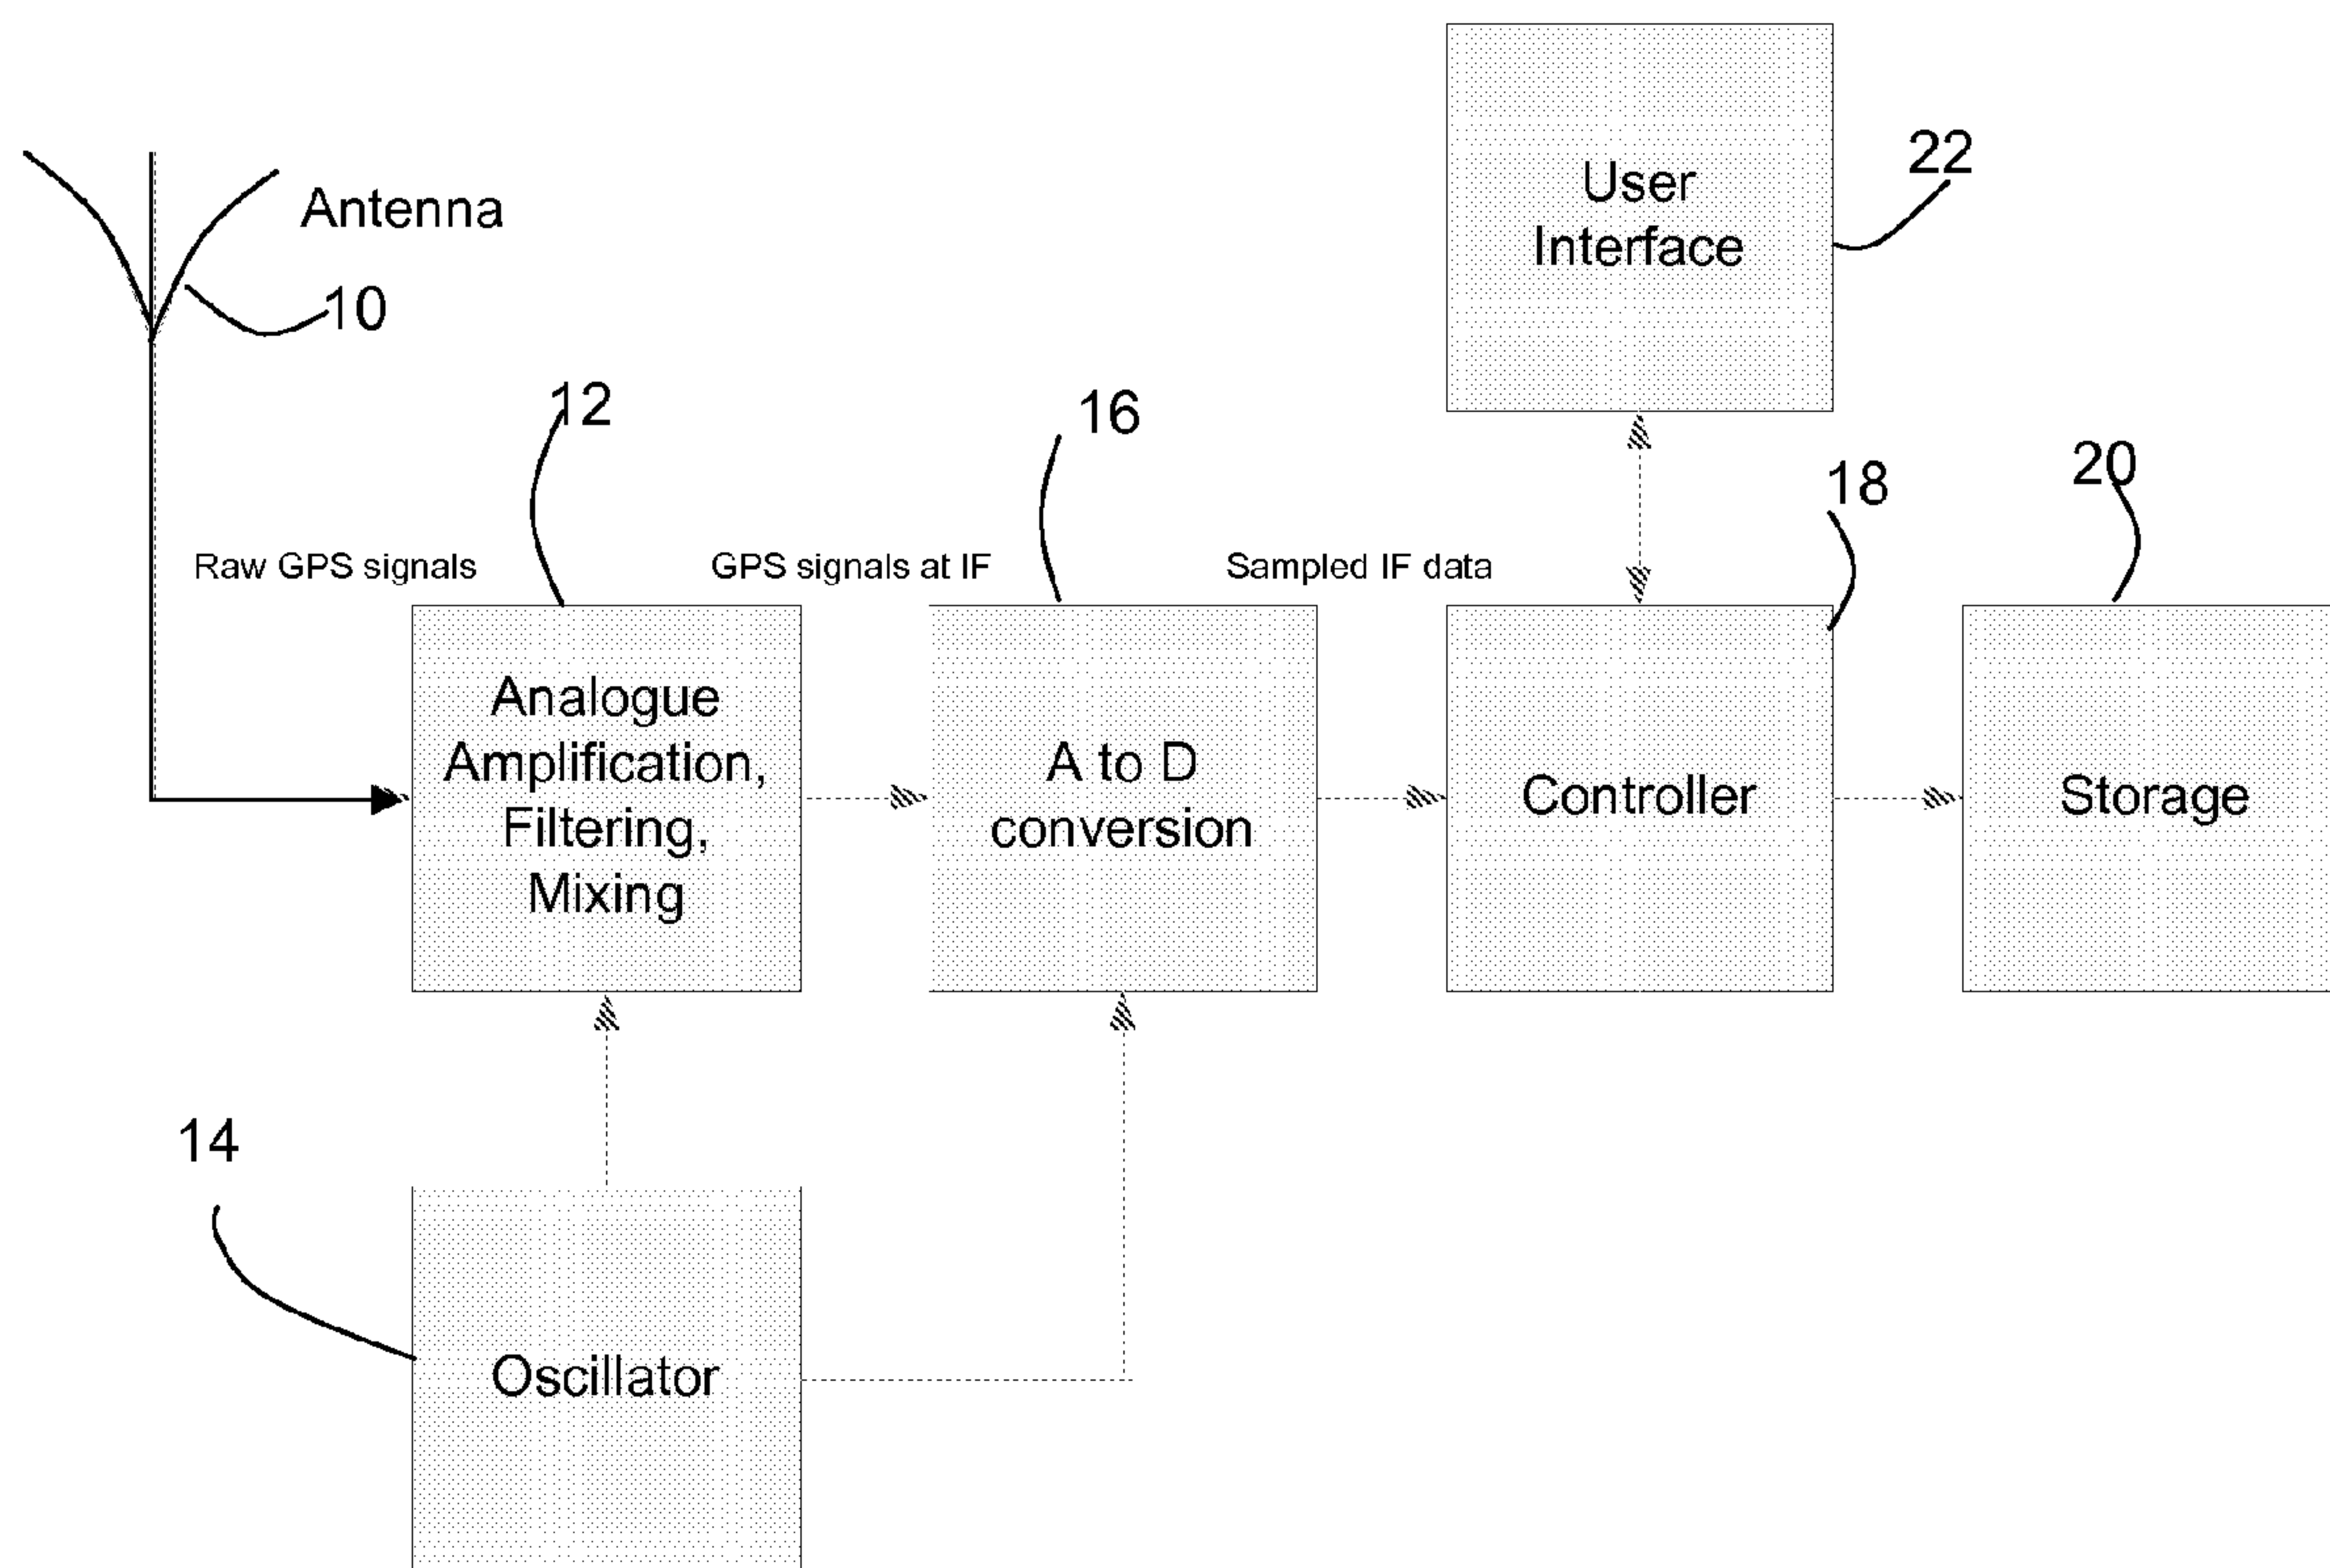 User
Interface
22
Antenna
10
12
16
18
20
Raw GPS signals
GPS signals at IF
Sampled IF data
Analogue
Amplification,
Filtering,
Mixing
A to D
conversion
Controller
Storage
14
Oscillator